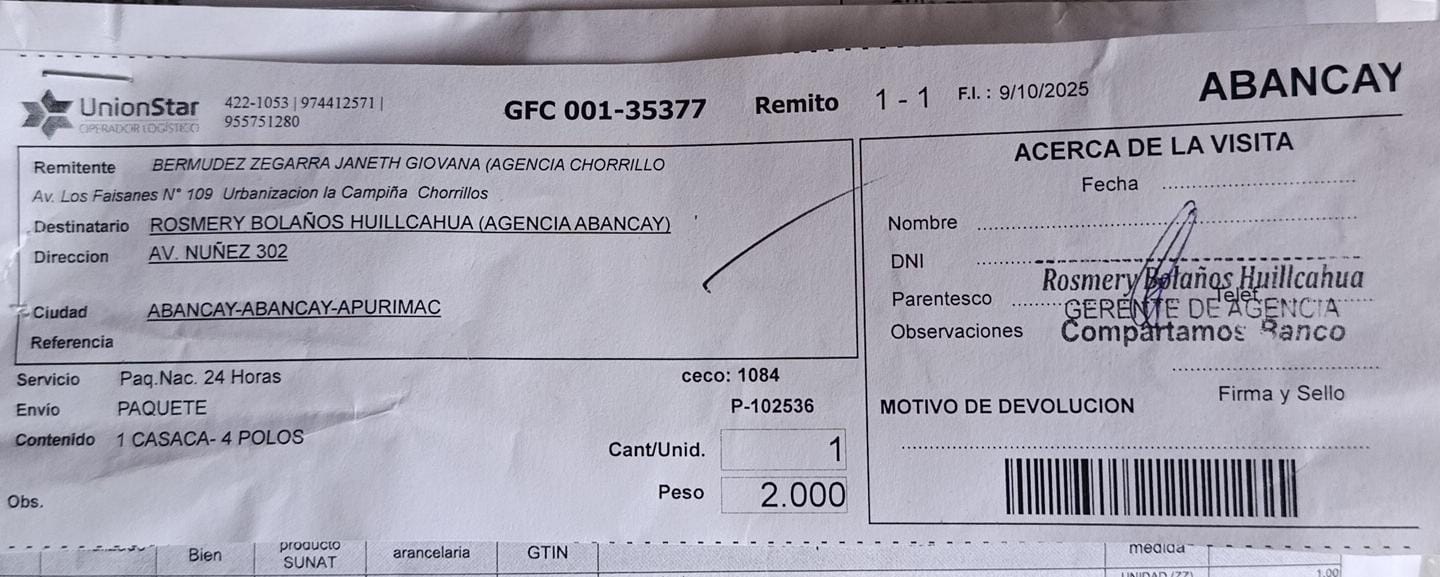 UnionStar
OPERADOR LOGÍSTICO
422-1053 | 974412571 |
955751280
GFC 001-35377
Remito 1 - 1
F.I. : 9/10/2025
ABANCAY
Remitente BERMUDEZ ZEGARRA JANETH GIOVANA (AGENCIA CHORRILLO
Av. Los Faisanes N° 109 Urbanizacion la Campiña Chorrillos
Destinatario ROSMERY BOLAÑOS HUILLCAHUA (AGENCIA ABANCAY)
Direccion AV. NUÑEZ 302
Ciudad ABANCAY-ABANCAY-APURIMAC
Referencia
Servicio Paq.Nac. 24 Horas
Envío PAQUETE
Contenido 1 CASACA- 4 POLOS
Obs.
ceco: 1084
P-102536
Cant/Unid. 1
Peso 2.000
ACERCA DE LA VISITA
Fecha
Nombre
DNI
Rosmery Bolaños Huillcahua
Parentesco
Telef.
GERENTE DE AGENCIA
Observaciones
Compartamos Banco
Firma y Sello
MOTIVO DE DEVOLUCION
Bien
producto
SUNAT
arancelaria
GTIN
medida
UNIDAD (ZZ)
1.00